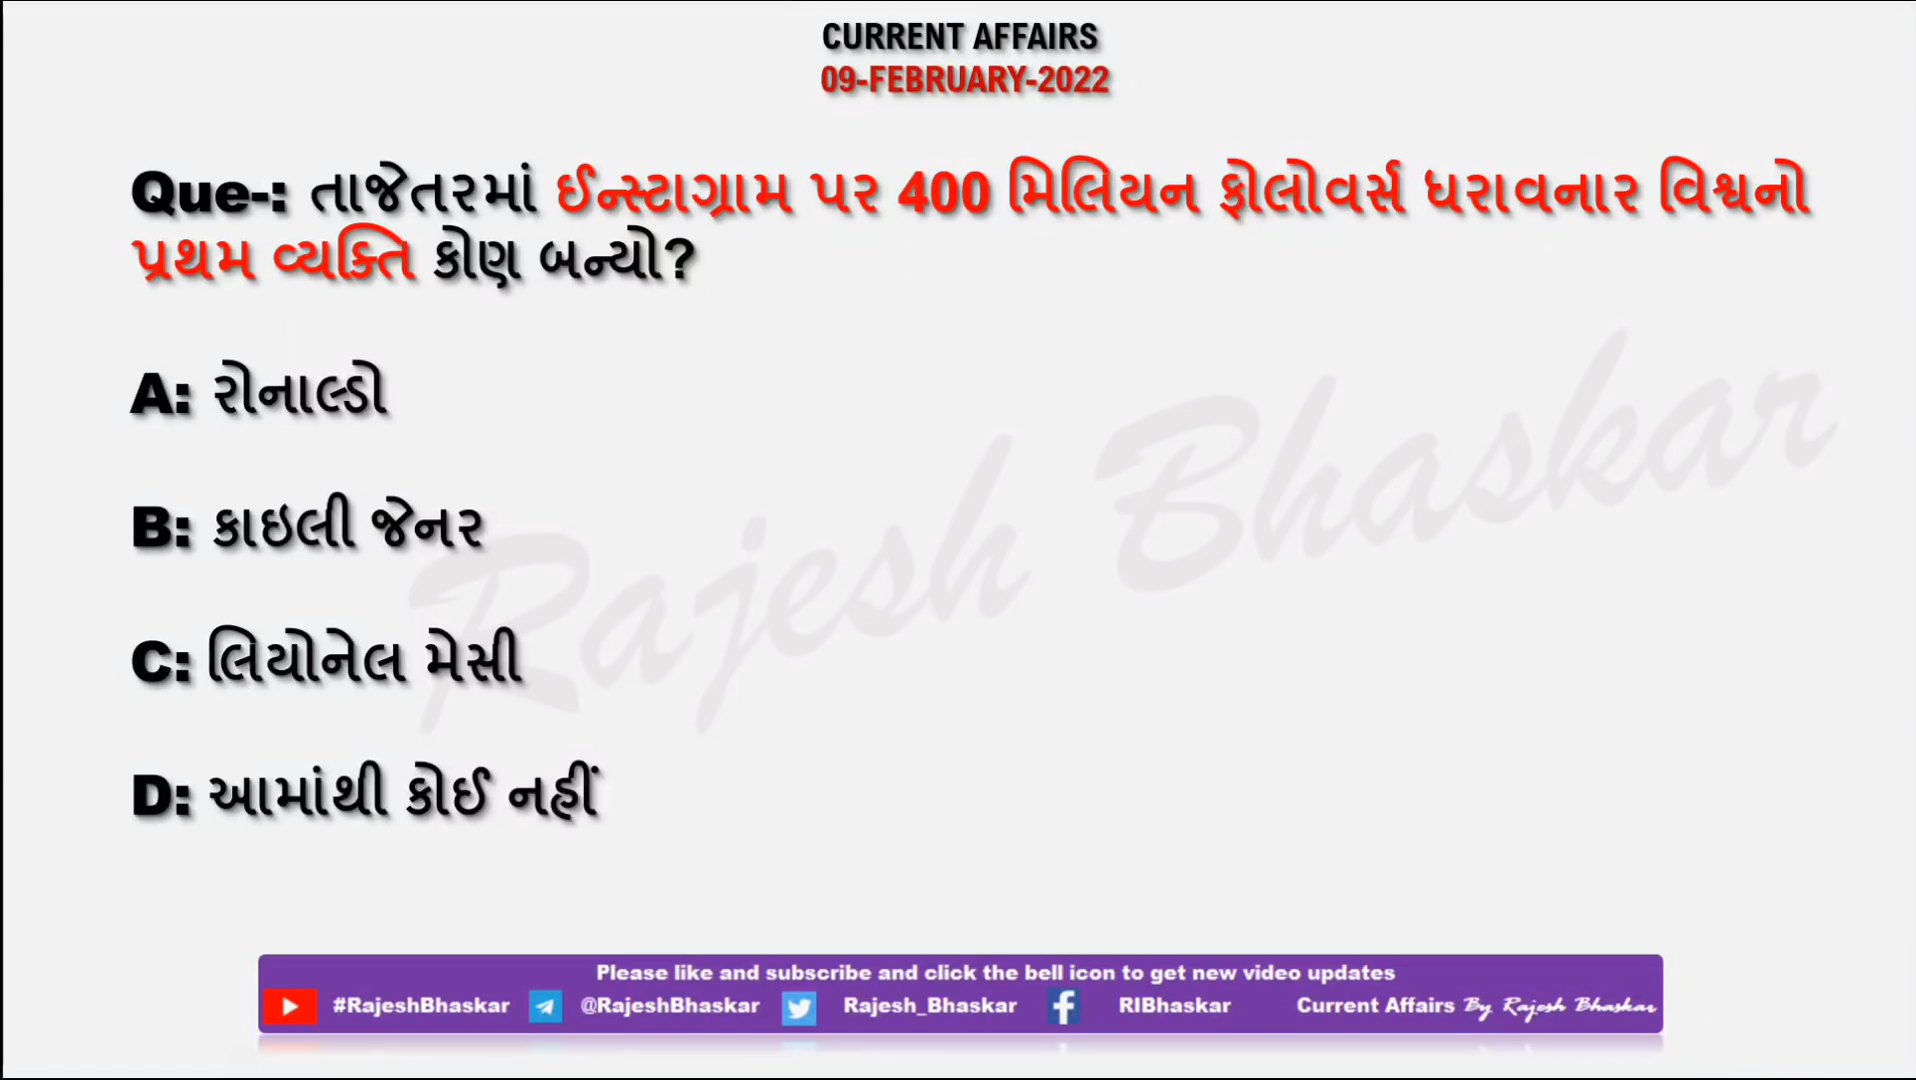 CURRENT AFFAIRS
09-FEBRUARY-2022
Que-: તાજેતરમાં ઈન્સ્ટાગ્રામ પર 400 મિલિયન ફોલોવર્સ ધરાવનાર વિશ્વનો
પ્રથમ વ્યક્તિ કોણ બન્યો?
A: રોનાલ્ડો
B: કાઇલી જેનર
C: લિયોનેલ મેસી
D: આમાંથી કોઈ નહીં
Rajesh Bhaskar
Please like and subscribe and click the bell icon to get new video updates
#RajeshBhaskar @RajeshBhaskar Rajesh_Bhaskar RIBhaskar Current Affairs By Rajesh Bhaskar